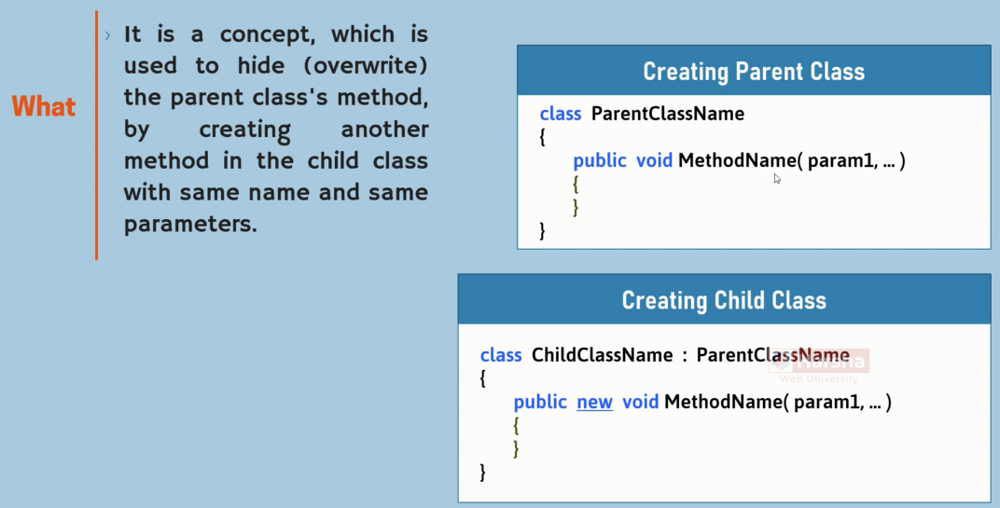 What
› It is a concept, which is
used to hide (overwrite)
the parent class's method,
by creating another
method in the child class
with same name and same
parameters.
Creating Parent Class
class ParentClassName
{
public void MethodName( param1, ... )
{
}
}
Creating Child Class
class ChildClassName : ParentClassName
{
public new void MethodName( param1, ... )
{
}
}
Harsha
Web University